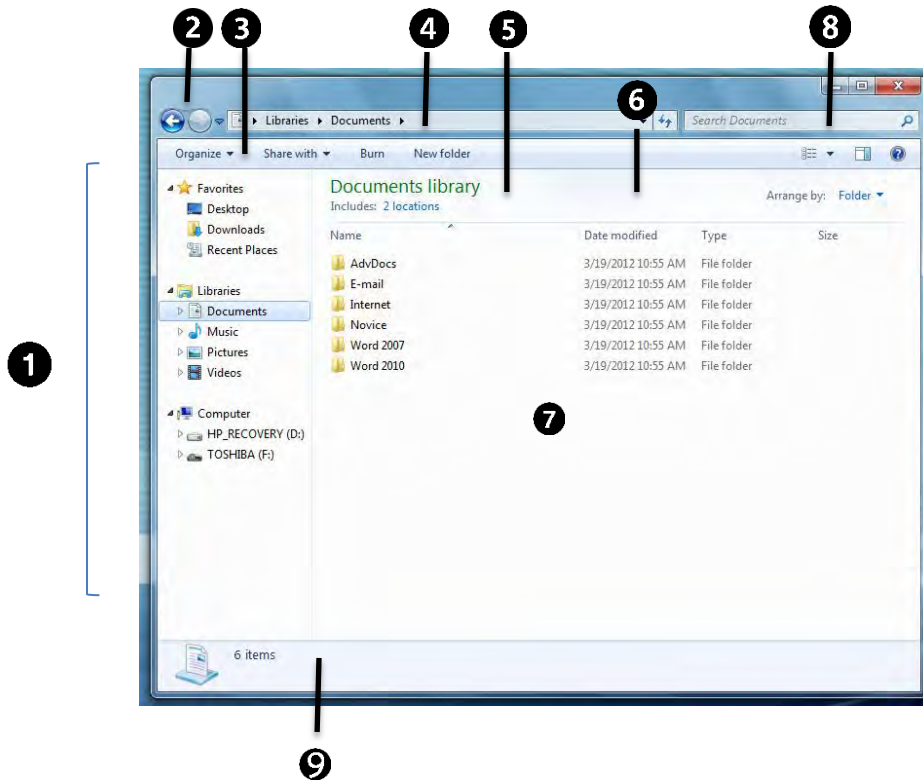 2 3 4 5 8
6
Libraries Documents Search Documents
Organize Share with Burn New folder
Favorites
Desktop
Downloads
Recent Places
Libraries
Documents
Music
Pictures
Videos
Computer
HP_RECOVERY (D:)
TOSHIBA (F:)
1
Documents library
Includes: 2 locations
Arrange by: Folder
Name Date modified Type Size
AdvDocs 3/19/2012 10:55 AM File folder
E-mail 3/19/2012 10:55 AM File folder
Internet 3/19/2012 10:55 AM File folder
Novice 3/19/2012 10:55 AM File folder
Word 2007 3/19/2012 10:55 AM File folder
Word 2010 3/19/2012 10:55 AM File folder
7
6 items
9